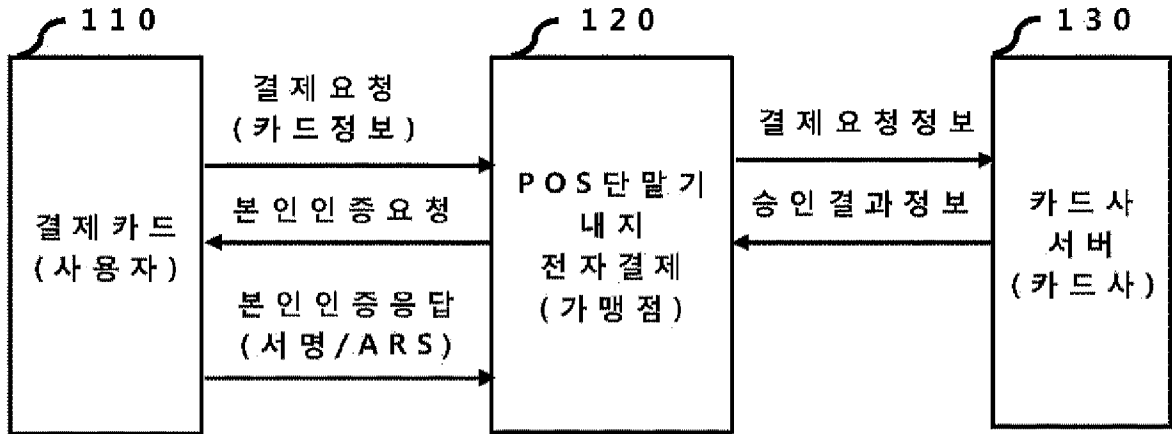 110
120
130
결제요청
(카드정보)
본인인증요청
본인인증응답
(서명/ARS)
결제카드
(사용자)
POS단말기
내지
전자결제
(가맹점)
결제요청정보
승인결과정보
카드사
서버
(카드사)